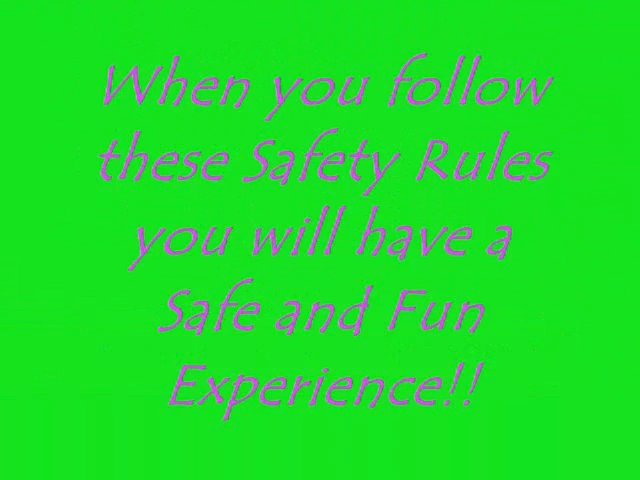 When you follow
these Safety Rules
you will have a
Safe and Fun
Experience!!